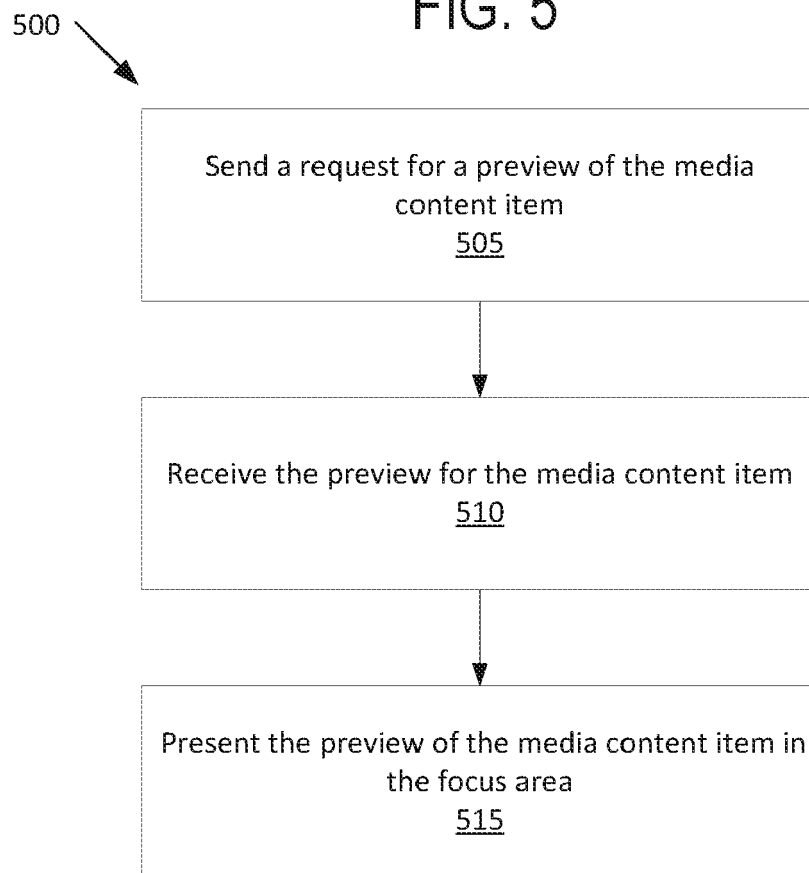 FIG. 5
500
Send a request for a preview of the media
content item
505
Receive the preview for the media content item
510
Present the preview of the media content item in
the focus area
515